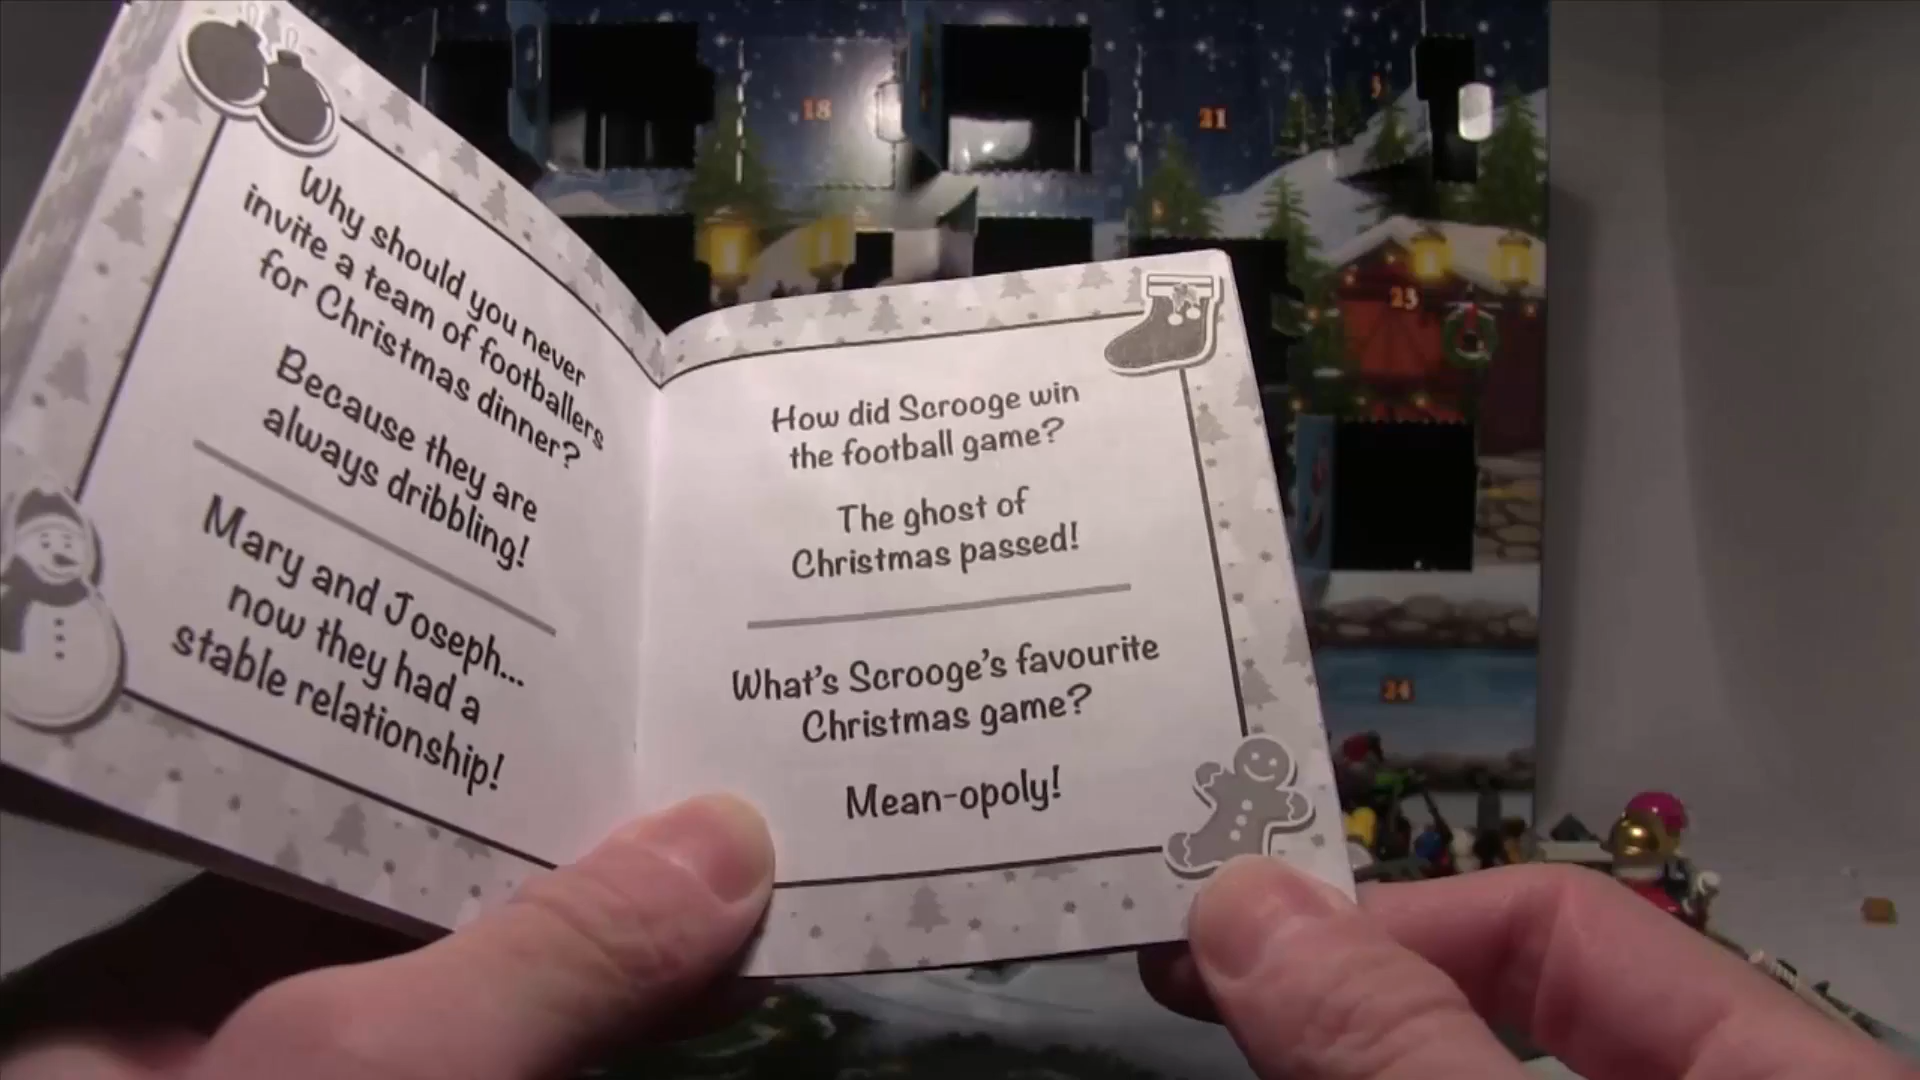 Why should you never
invite a team of footballers
for Christmas dinner?
Because they are
always dribbling!
Mary and Joseph...
now they had a
stable relationship!
How did Scrooge win
the football game?
The ghost of
Christmas passed!
What's Scrooge's favourite
Christmas game?
Mean-opoly!
18
21
23
24